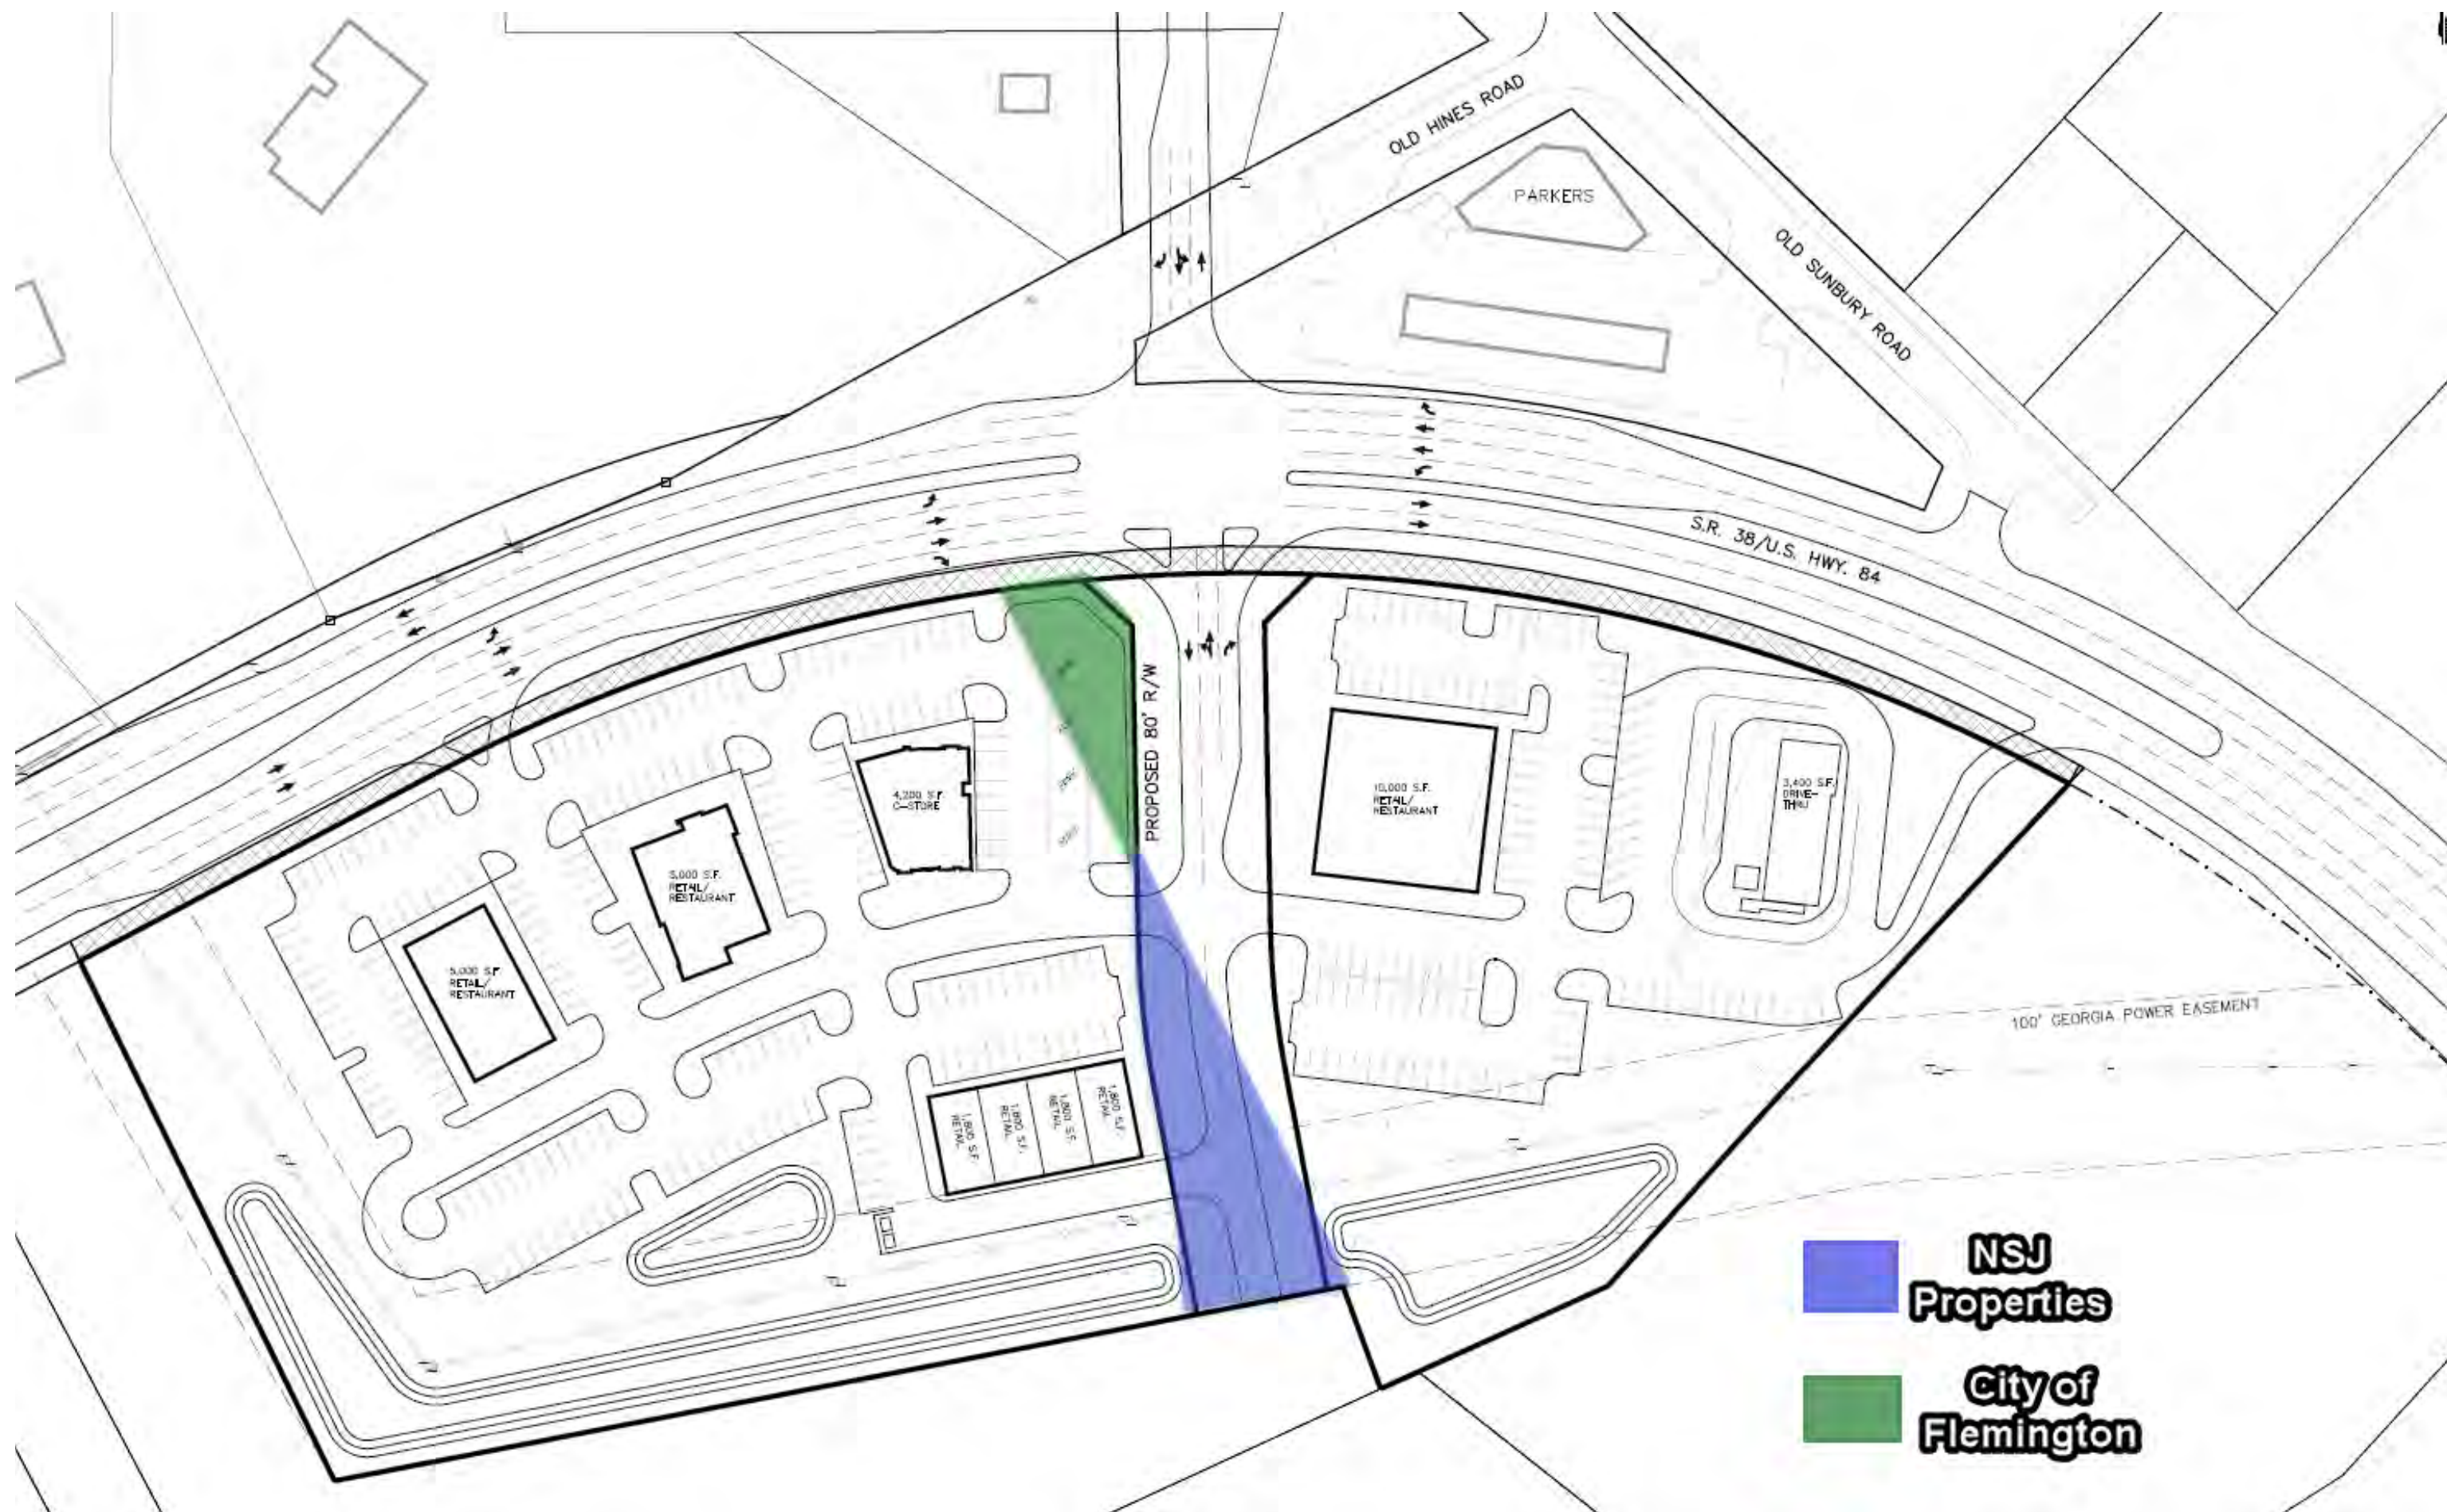 OLD HINES ROAD
PARKERS
OLD SUNBURY ROAD
S.R. 38/U.S. HWY. 84
PROPOSED 80' R/W
4,200 S.F.
C-STORE
10,000 S.F.
RETAIL/
RESTAURANT
3,400 S.F.
DRIVE-
THRU
5,000 S.F.
RETAIL/
RESTAURANT
5,000 S.F.
RETAIL/
RESTAURANT
1,800 S.F.
RETAIL
1,800 S.F.
RETAIL
1,800 S.F.
RETAIL
1,800 S.F.
RETAIL
100' GEORGIA POWER EASEMENT
NSJ
Properties
City of
Flemington